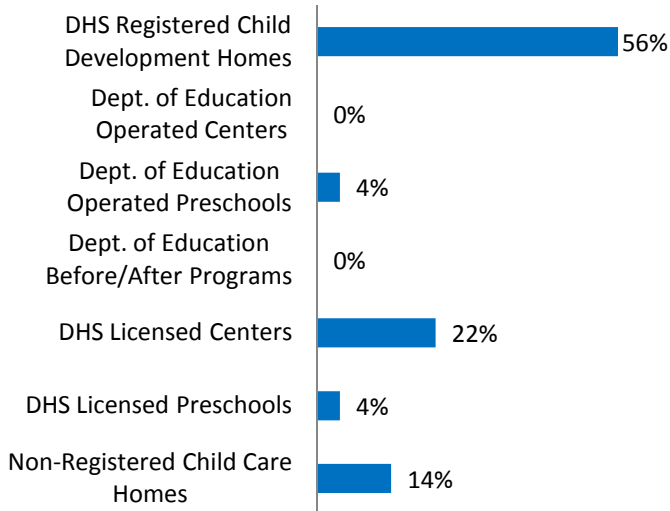 DHS Registered Child
Development Homes
56%
Dept. of Education
Operated Centers
0%
Dept. of Education
Operated Preschools
4%
Dept. of Education
Before/After Programs
0%
DHS Licensed Centers
22%
DHS Licensed Preschools
4%
Non-Registered Child Care
Homes
14%